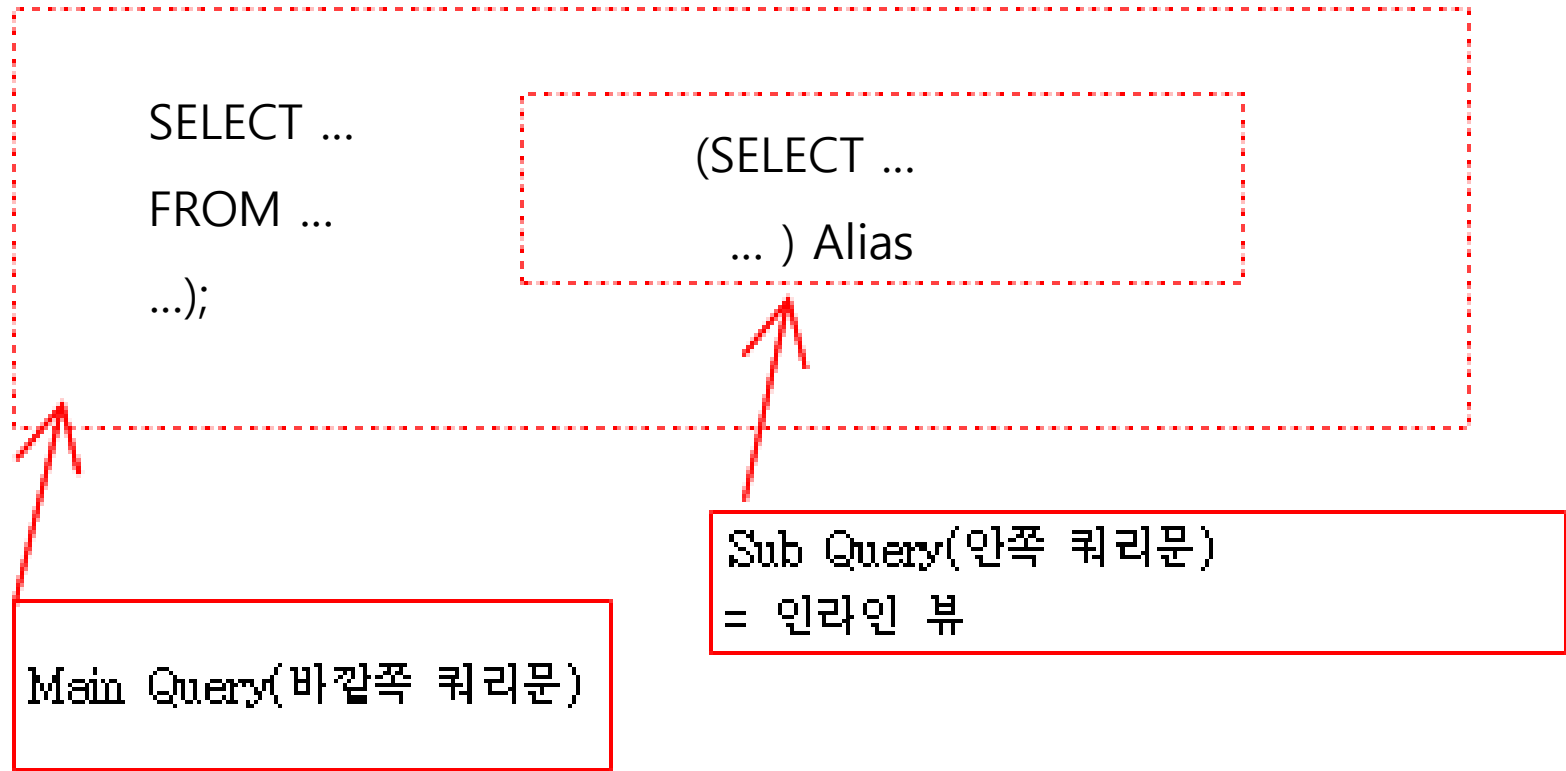 SELECT ...
FROM ...
...);
(SELECT ...
... ) Alias
Sub Query(안쪽 쿼리문)
= 인라인 뷰
Main Query(바깥쪽 쿼리문)